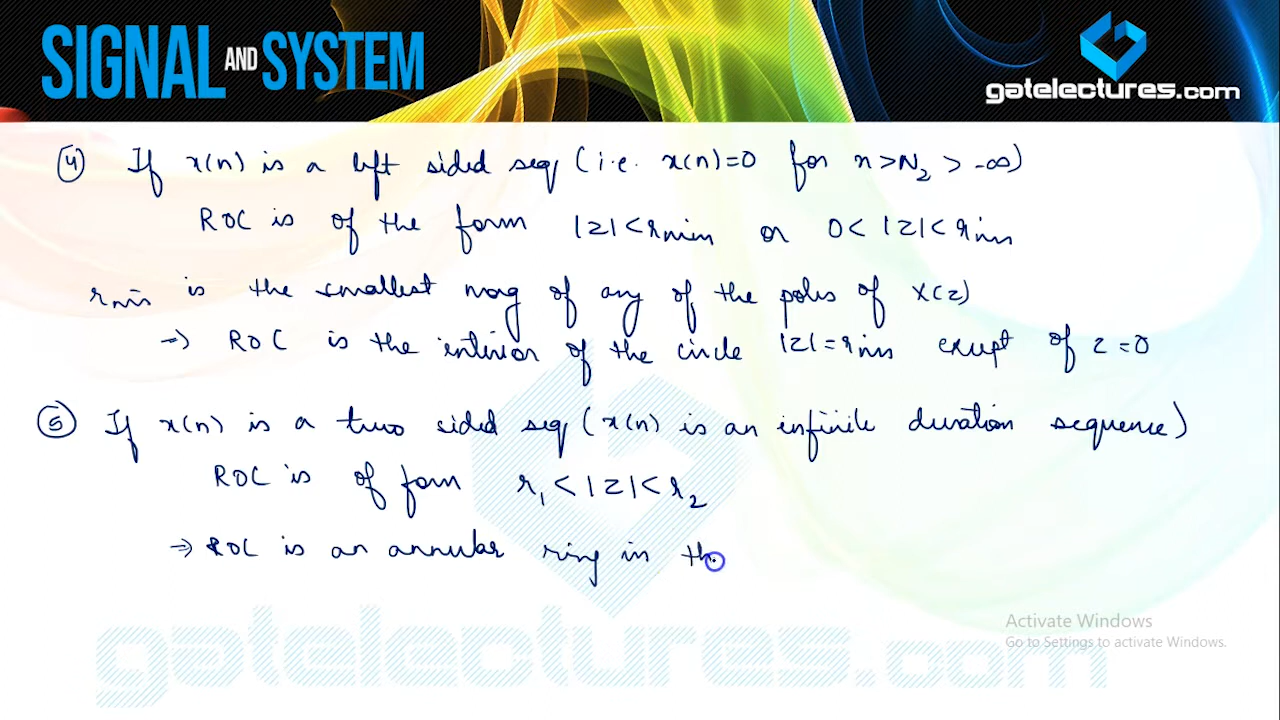 SIGNAL AND SYSTEM
gatelectures.com
(4) If x(n) is a left sided seq (i.e. x(n)=0 for n>N₂ > -∞)
ROC is of the form |z|<rmin or 0<|z|<rmin
rmin is the smallest mag of any of the poles of X(z)
→ ROC is the interior of the circle |z|=rmin except of z=0
(5) If x(n) is a two sided seq (x(n) is an infinite duration sequence)
ROC is of form r₁<|z|<r₂
→ ROC is an annular ring in th
Activate Windows
Go to Settings to activate Windows.
gatelectures.com